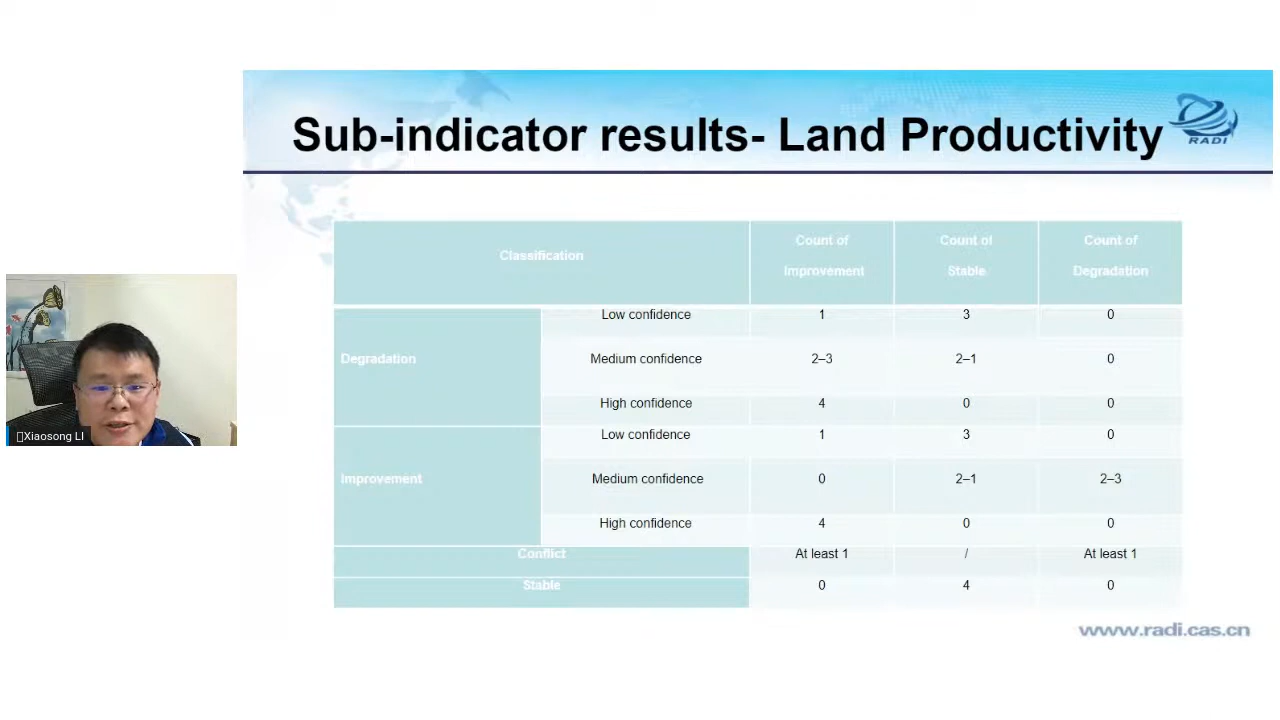 Sub-indicator results- Land Productivity
RADI
Classification
Count of
Improvement
Count of
Stable
Count of
Degradation
Degradation
Low confidence 1 3 0
Medium confidence 2–3 2–1 0
High confidence 4 0 0
Improvement
Low confidence 1 3 0
Medium confidence 0 2–1 2–3
High confidence 4 0 0
Conflict At least 1 / At least 1
Stable 0 4 0
Xiaosong LI
www.radi.cas.cn